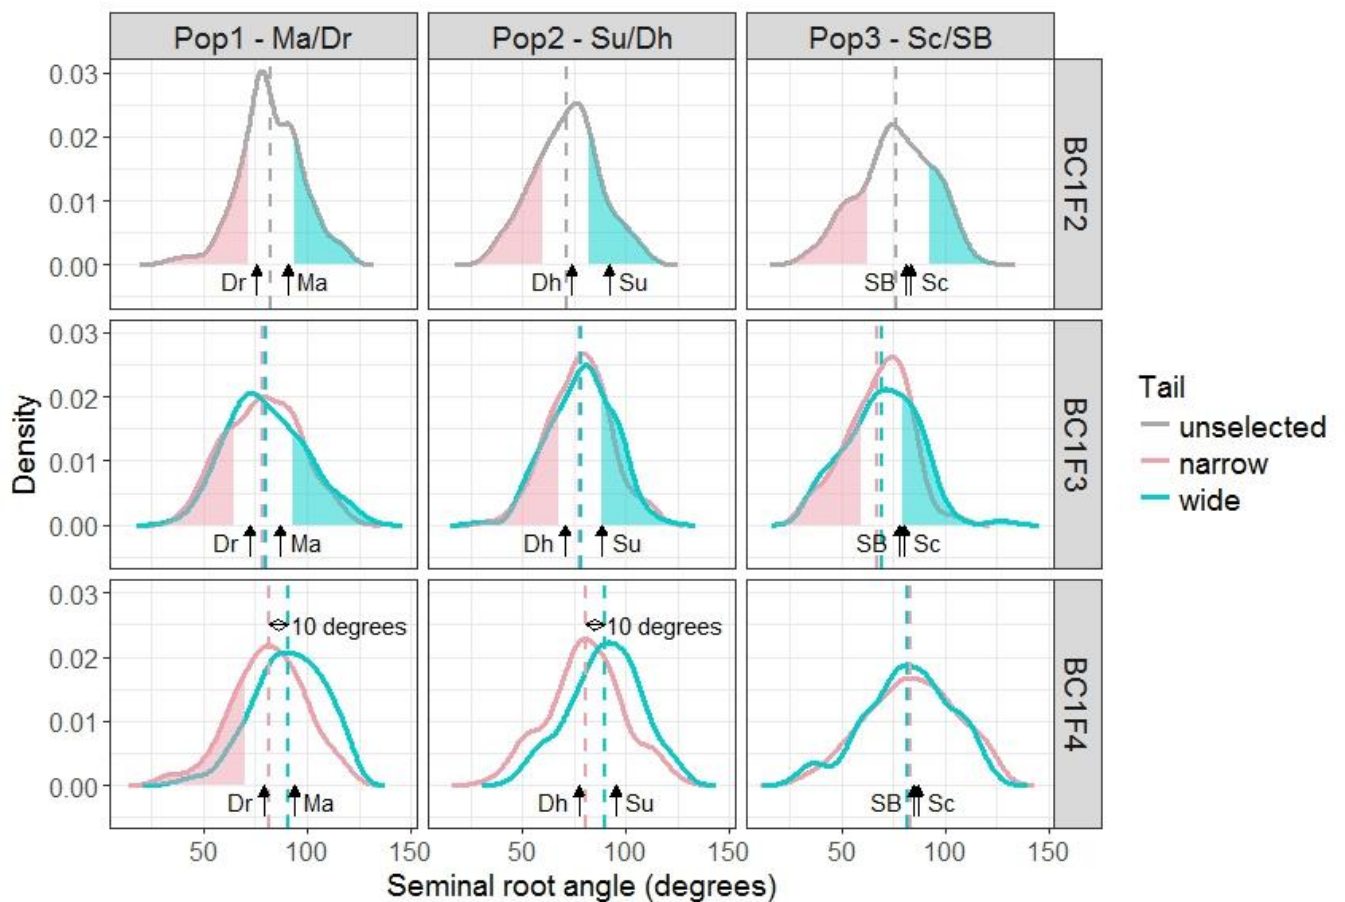 Pop1 - Ma/Dr Pop2 - Su/Dh Pop3 - Sc/SB
0.03
0.02
0.01
0.00
Dr Ma Dh Su SB Sc
BC1F2
0.03
0.02
0.01
0.00
Dr Ma Dh Su SB Sc
BC1F3
Density
0.03
10 degrees 10 degrees
0.02
0.01
0.00
Dr Ma Dh Su SB Sc
BC1F4
50 100 150 50 100 150 50 100 150
Seminal root angle (degrees)
Tail
unselected
narrow
wide